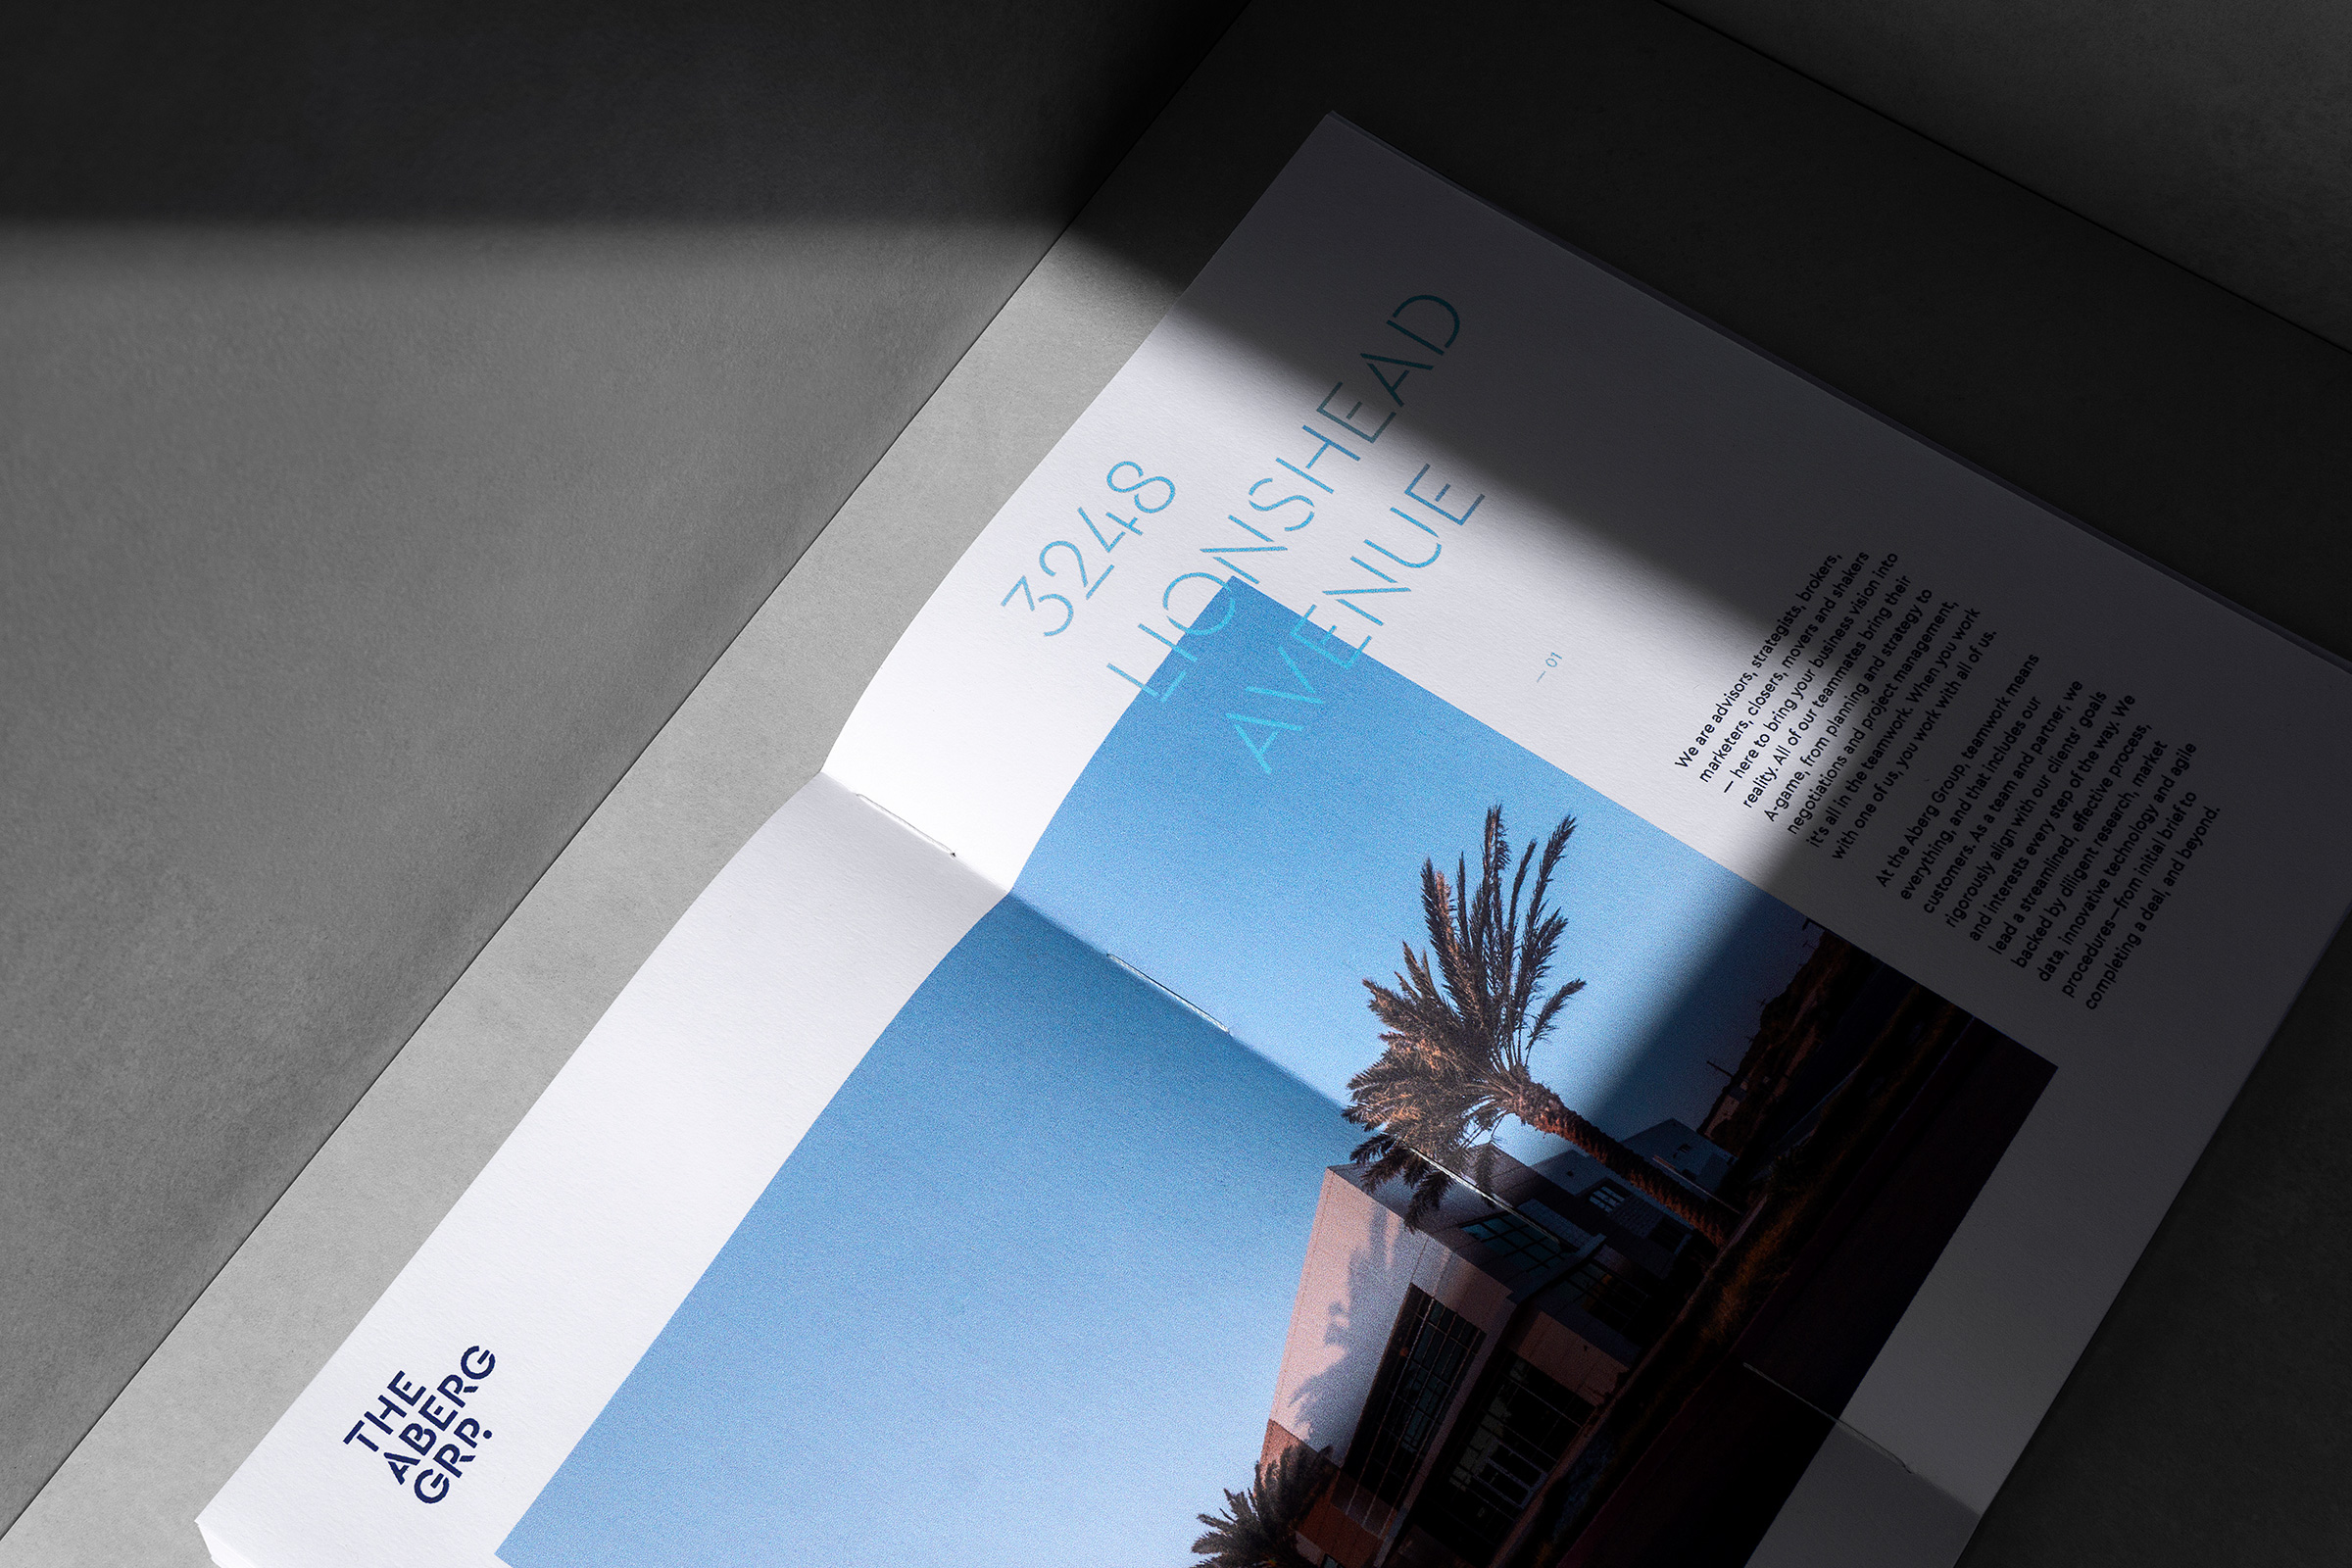 3248
LIONSHEAD
AVENUE
— 01
We are advisors, strategists, brokers,
marketers, closers, movers and shakers
— here to bring your business vision into
reality. All of our teammates bring their
A-game, from planning and strategy to
negotiations and project management,
it's all in the teamwork. When you work
with one of us, you work with all of us.
At the Aberg Group, teamwork means
everything, and that includes our
customers. As a team and partner, we
rigorously align with our clients' goals
and interests every step of the way. We
lead a streamlined, effective process,
backed by diligent research, market
data, innovative technology and agile
procedures—from initial brief to
completing a deal, and beyond.
THE
ABERG
GRP.